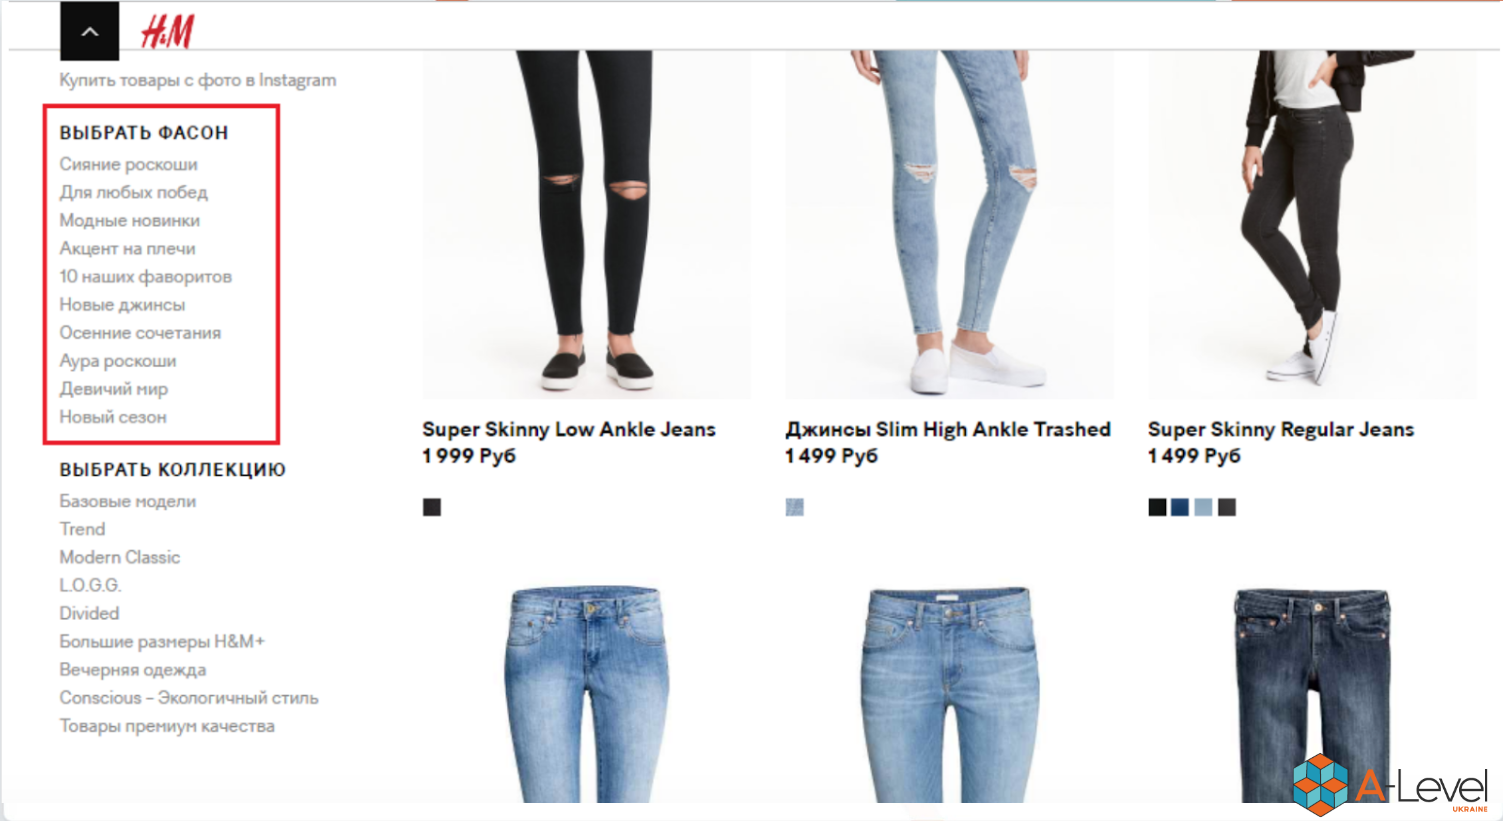 H&M
Купить товары с фото в Instagram
ВЫБРАТЬ ФАСОН
Сияние роскоши
Для любых побед
Модные новинки
Акцент на плечи
10 наших фаворитов
Новые джинсы
Осенние сочетания
Аура роскоши
Девичий мир
Новый сезон
ВЫБРАТЬ КОЛЛЕКЦИЮ
Базовые модели
Trend
Modern Classic
L.O.G.G.
Divided
Большие размеры H&M+
Вечерняя одежда
Conscious – Экологичный стиль
Товары премиум качества
Super Skinny Low Ankle Jeans
1 999 Руб
Джинсы Slim High Ankle Trashed
1 499 Руб
Super Skinny Regular Jeans
1 499 Руб
A-Level
UKRAINE